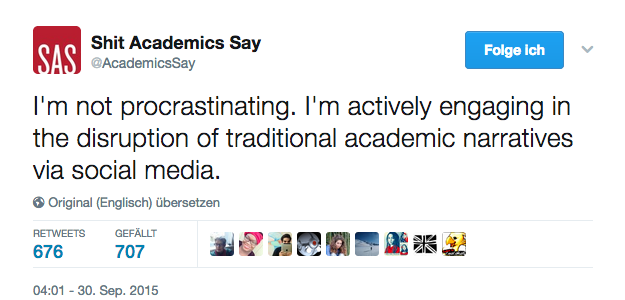 SAS
Shit Academics Say
@AcademicsSay
Folge ich
I'm not procrastinating. I'm actively engaging in
the disruption of traditional academic narratives
via social media.
Original (Englisch) übersetzen
RETWEETS GEFÄLLT
676 707
04:01 - 30. Sep. 2015